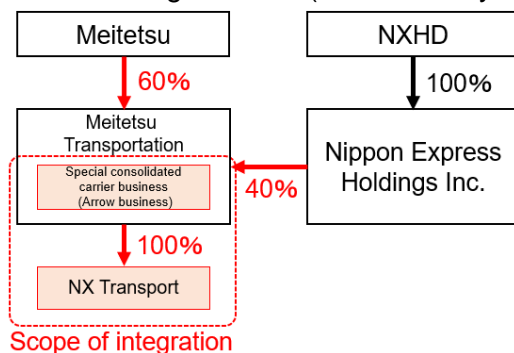 Meitetsu
NXHD
60%
100%
Meitetsu
Transportation
Special consolidated
carrier business
(Arrow business)
Nippon Express
Holdings Inc.
40%
100%
NX Transport
Scope of integration